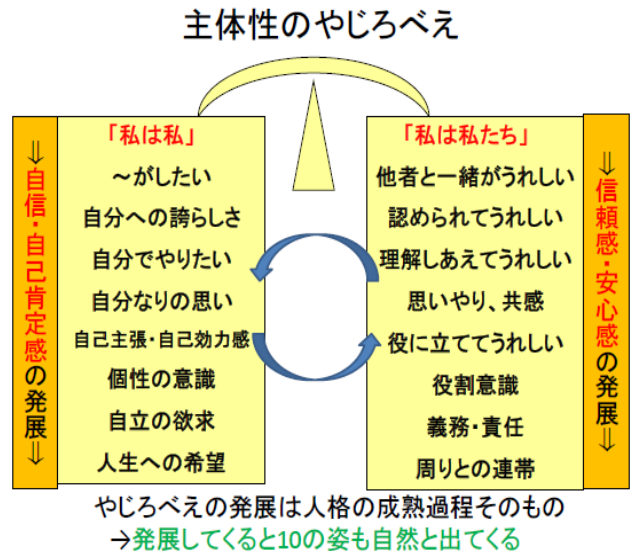 主体性のやじろべえ
⇓自信・自己肯定感の発展⇓
「私は私」
～がしたい
自分への誇らしさ
自分でやりたい
自分なりの思い
自己主張・自己効力感
個性の意識
自立の欲求
人生への希望
「私は私たち」
他者と一緒がうれしい
認められてうれしい
理解しあえてうれしい
思いやり、共感
役に立ててうれしい
役割意識
義務・責任
周りとの連帯
⇓信頼感・安心感の発展⇓
やじろべえの発展は人格の成熟過程そのもの
→発展してくると10の姿も自然と出てくる